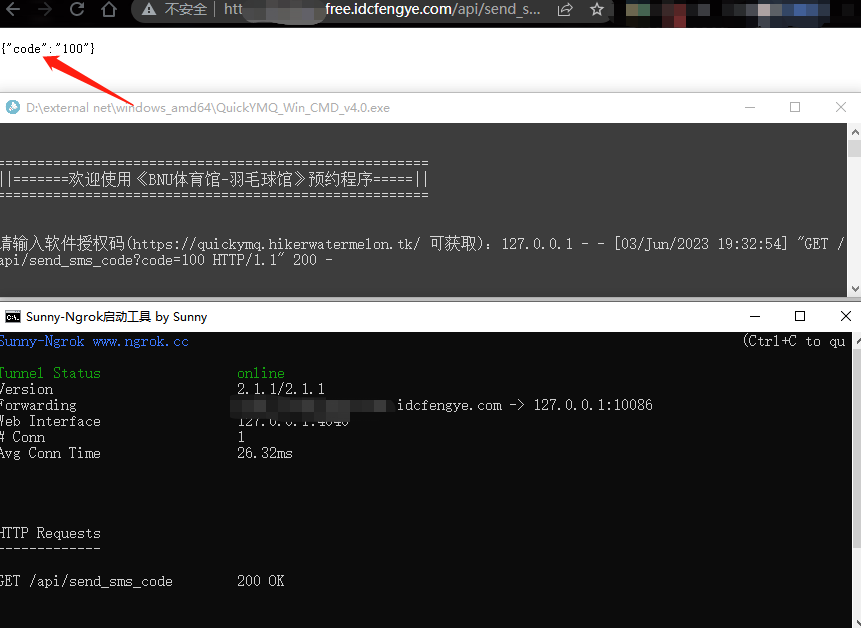 不安全 htt free.idcfengye.com/api/send_s...
{"code":"100"}
D:\external net\windows_amd64\QuickYMQ_Win_CMD_v4.0.exe
=====================================================
||=======欢迎使用《BNU体育馆-羽毛球馆》预约程序=====||
=====================================================
请输入软件授权码(https://quickymq.hikerwatermelon.tk/ 可获取): 127.0.0.1 - - [03/Jun/2023 19:32:54] "GET /
api/send_sms_code?code=100 HTTP/1.1" 200 -
Sunny-Ngrok启动工具 by Sunny
Sunny-Ngrok www.ngrok.cc (Ctrl+C to qu
Tunnel Status online
Version 2.1.1/2.1.1
Forwarding idcfengye.com -> 127.0.0.1:10086
Web Interface 127.0.0.1:4040
# Conn 1
Avg Conn Time 26.32ms
HTTP Requests
-------------
GET /api/send_sms_code 200 OK